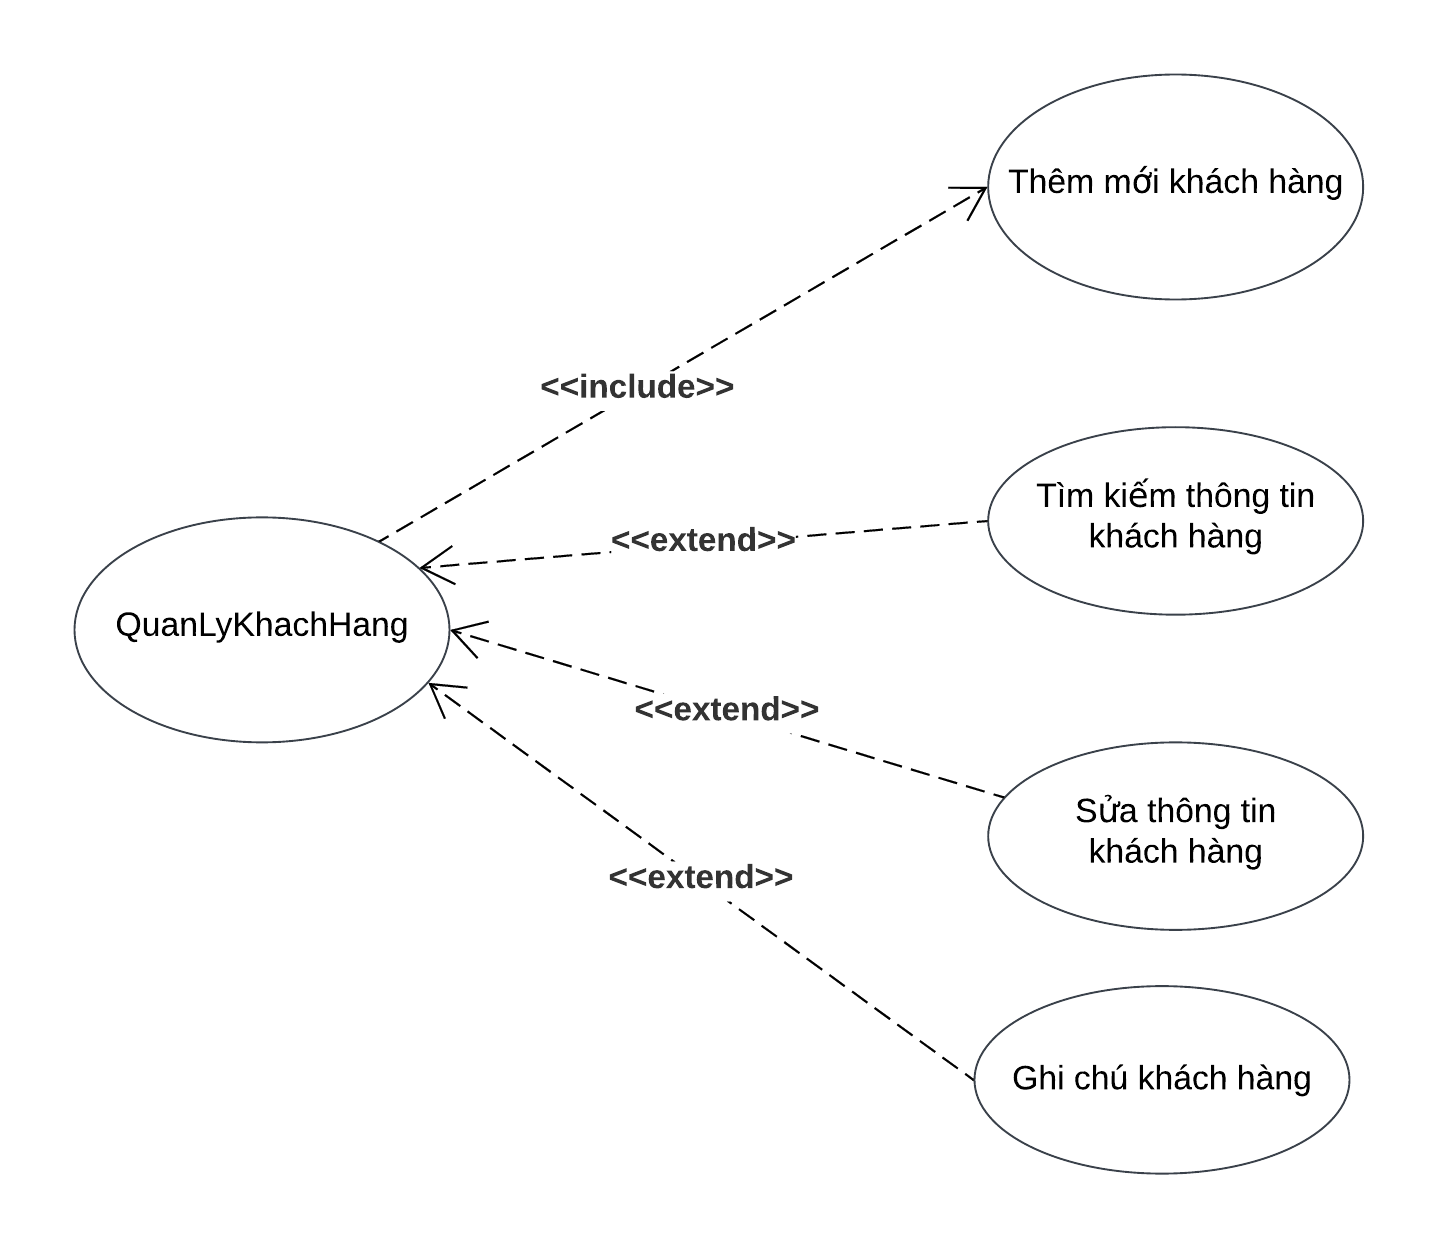 Thêm mới khách hàng
<<include>>
Tìm kiếm thông tin
khách hàng
<<extend>>
QuanLyKhachHang
<<extend>>
Sửa thông tin
khách hàng
<<extend>>
Ghi chú khách hàng